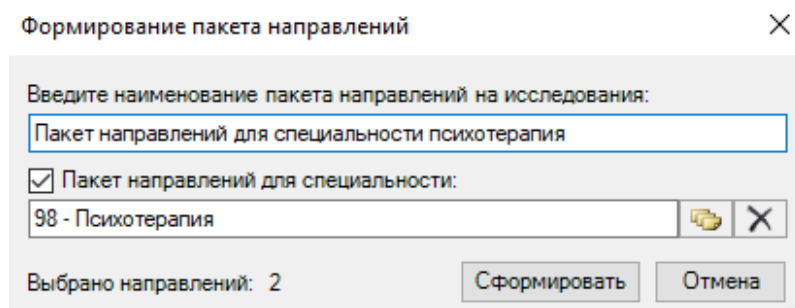 Формирование пакета направлений
Введите наименование пакета направлений на исследования:
Пакет направлений для специальности психотерапия
Пакет направлений для специальности:
98 - Психотерапия
Выбрано направлений: 2
Сформировать
Отмена